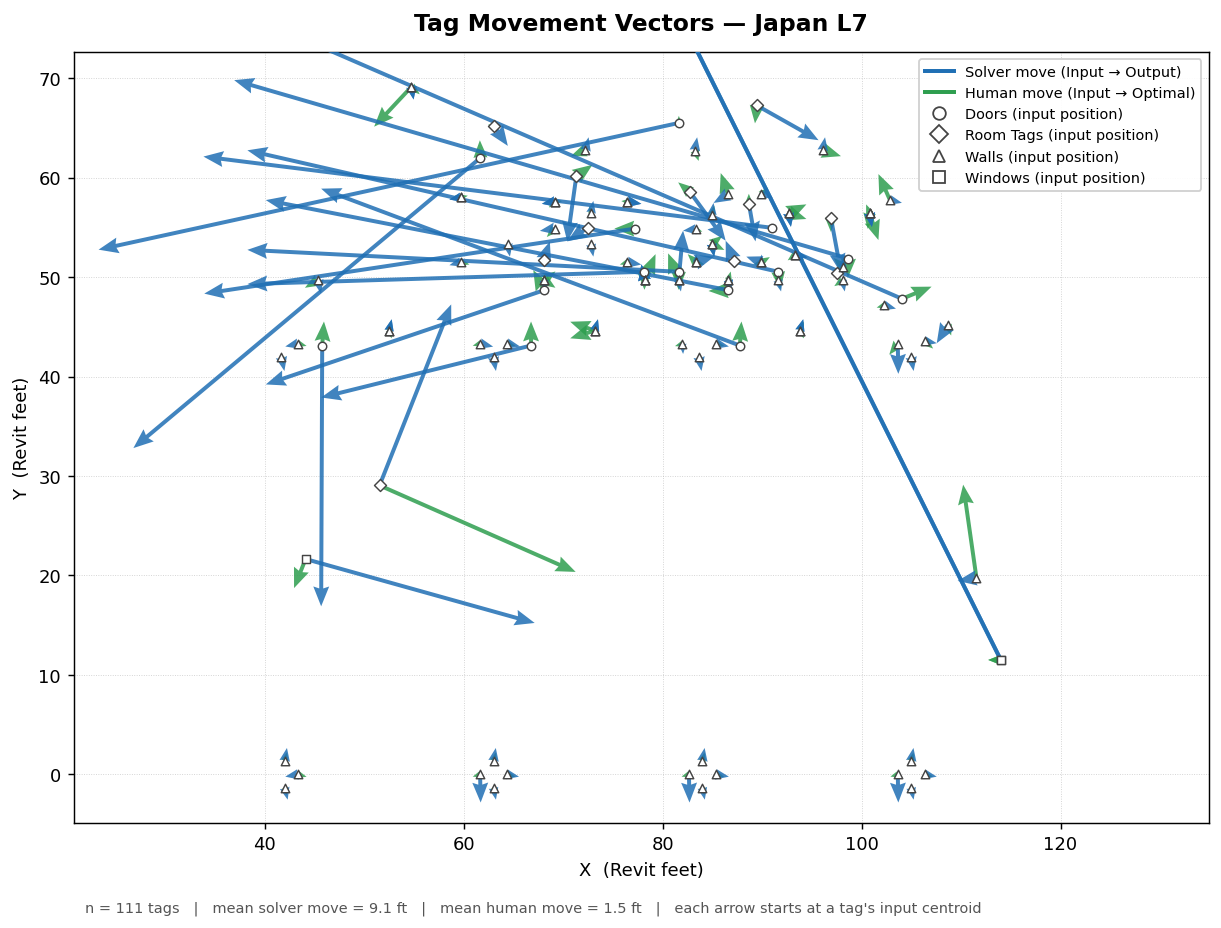 Tag Movement Vectors — Japan L7
Solver move (Input → Output)
Human move (Input → Optimal)
Doors (input position)
Room Tags (input position)
Walls (input position)
Windows (input position)
70
60
50
40
30
20
10
0
Y (Revit feet)
40 60 80 100 120
X (Revit feet)
n = 111 tags | mean solver move = 9.1 ft | mean human move = 1.5 ft | each arrow starts at a tag's input centroid